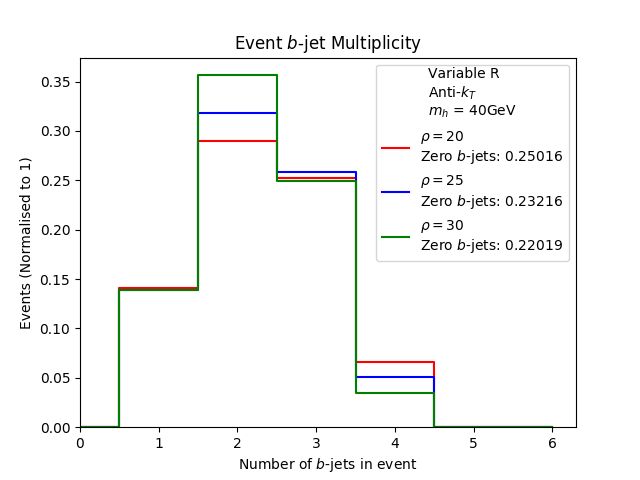 Event b-jet Multiplicity
Events (Normalised to 1)
0.35
0.30
0.25
0.20
0.15
0.10
0.05
0.00
Variable R
Anti-k_T
m_h = 40GeV
ρ = 20
Zero b-jets: 0.25016
ρ = 25
Zero b-jets: 0.23216
ρ = 30
Zero b-jets: 0.22019
0 1 2 3 4 5 6
Number of b-jets in event